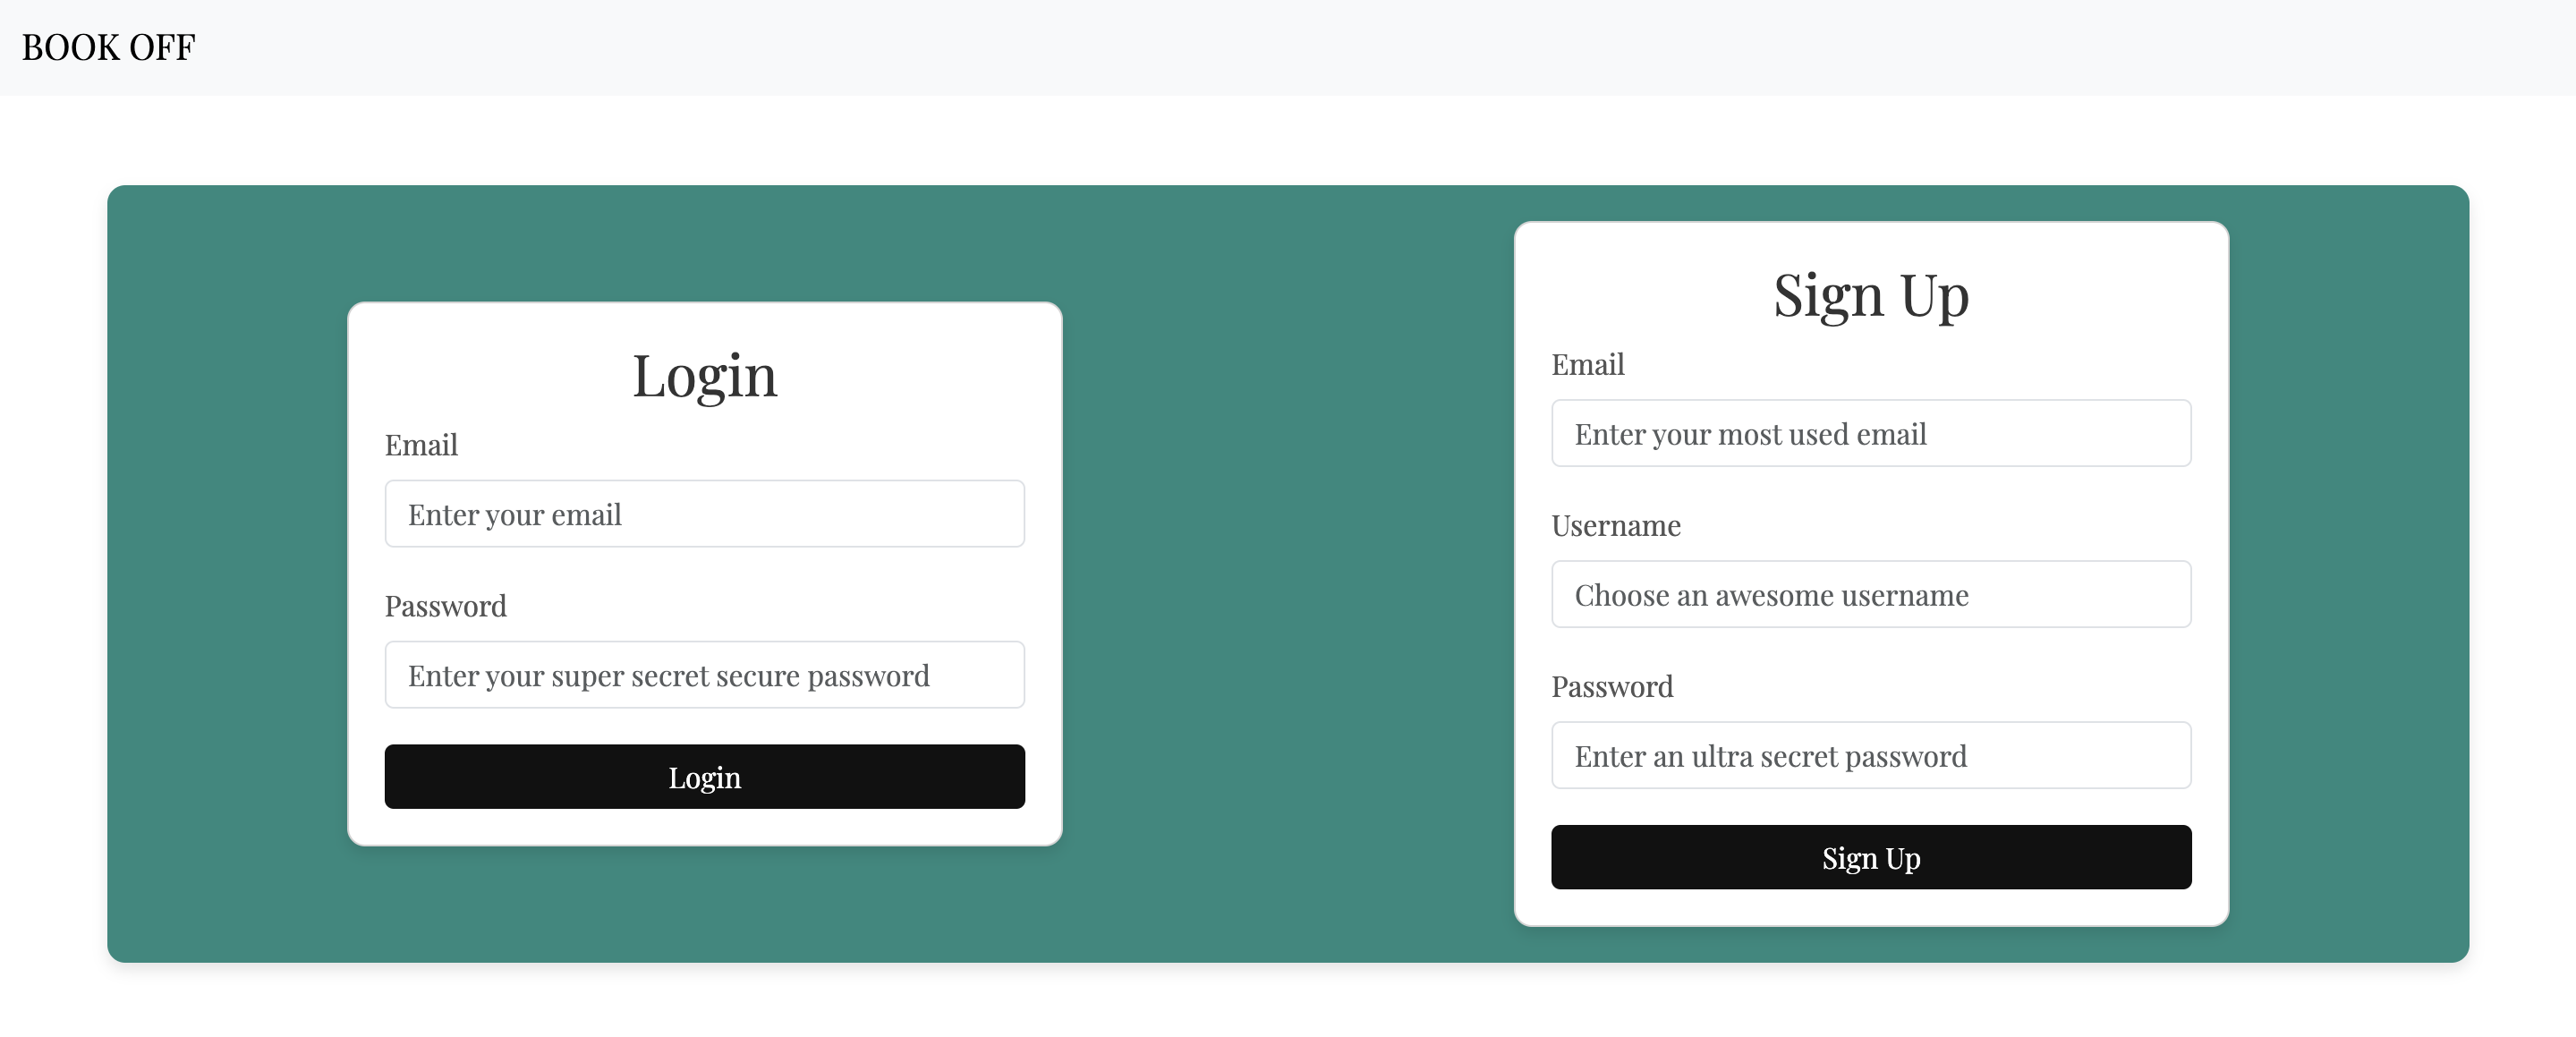 BOOK OFF
Login
Email
Enter your email
Password
Enter your super secret secure password
Login
Sign Up
Email
Enter your most used email
Username
Choose an awesome username
Password
Enter an ultra secret password
Sign Up